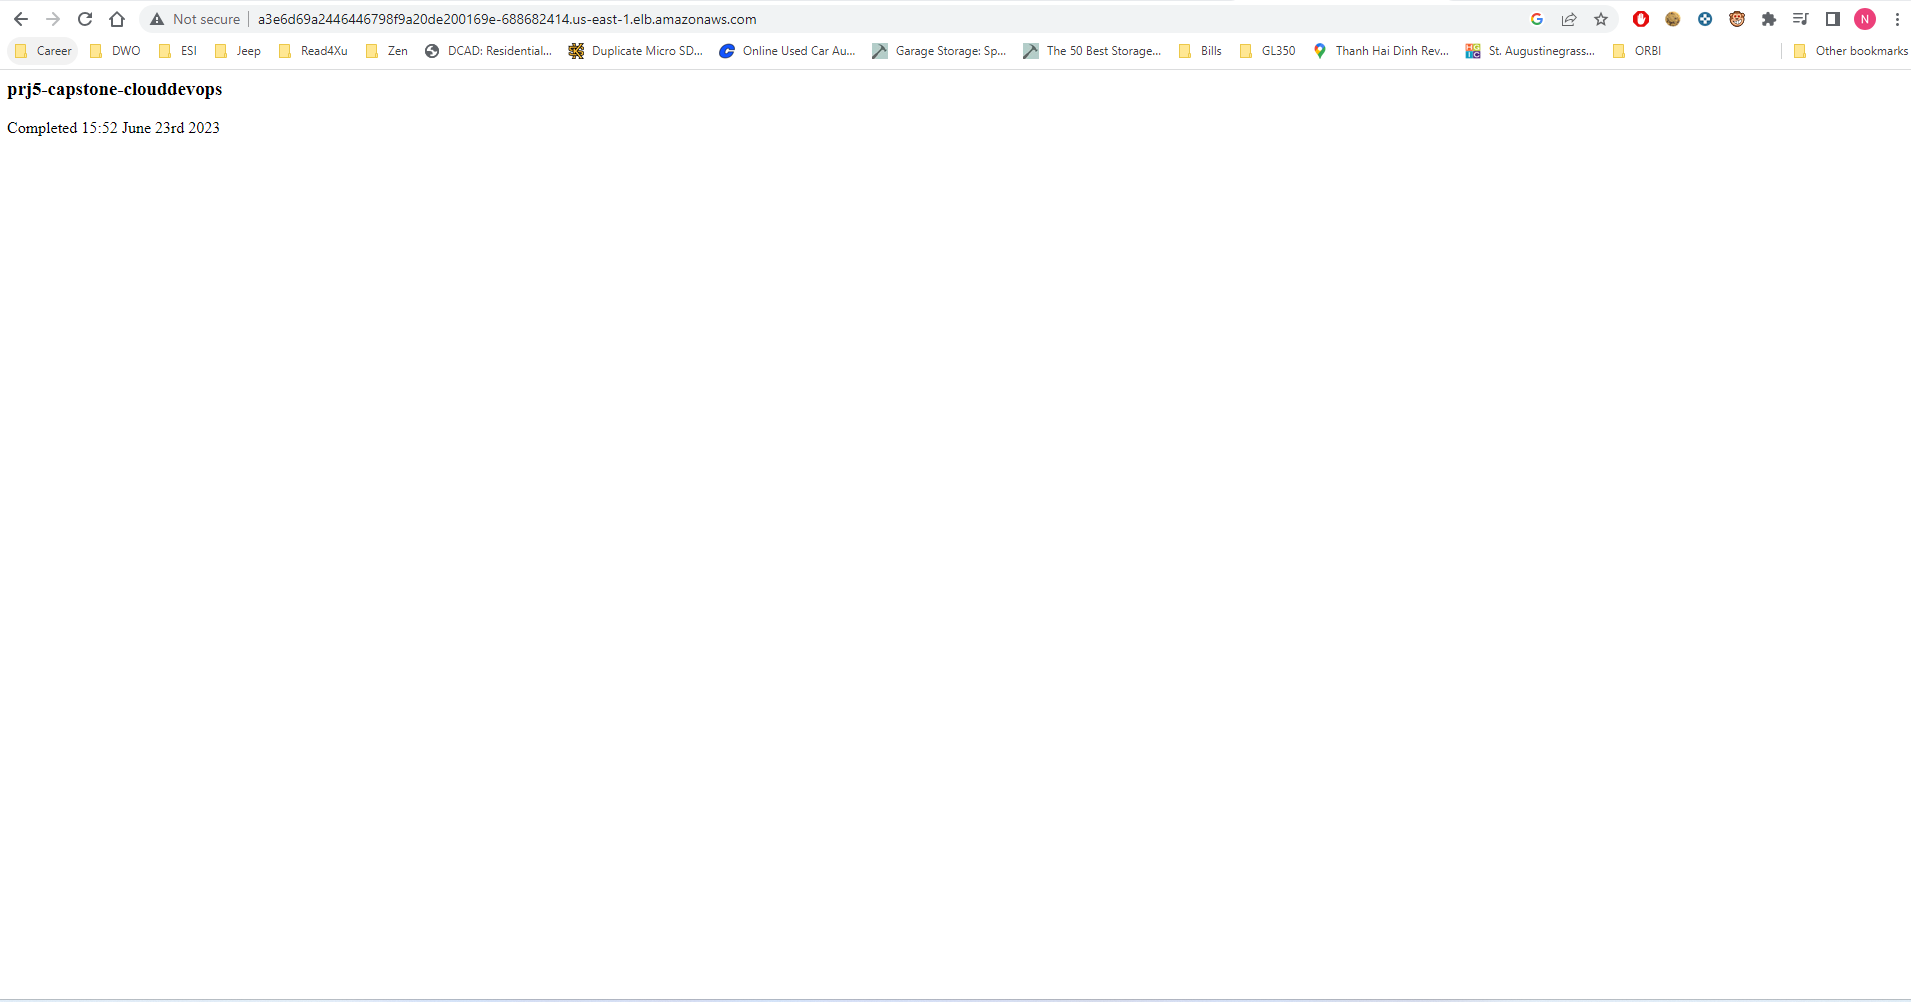 Not secure | a3e6d69a2446446798f9a20de200169e-688682414.us-east-1.elb.amazonaws.com
Career DWO ESI Jeep Read4Xu Zen DCAD: Residential... Duplicate Micro SD... Online Used Car Au... Garage Storage: Sp... The 50 Best Storage... Bills GL350 Thanh Hai Dinh Rev... St. Augustinegrass... ORBI Other bookmarks
prj5-capstone-clouddevops
Completed 15:52 June 23rd 2023